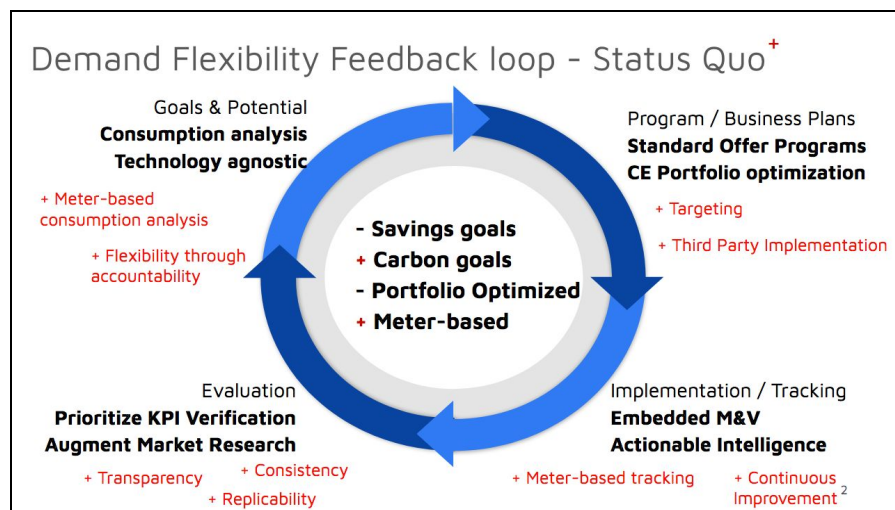 Demand Flexibility Feedback loop - Status Quo+
Goals & Potential
Consumption analysis
Technology agnostic
+ Meter-based
consumption analysis
+ Flexibility through
accountability
Program / Business Plans
Standard Offer Programs
CE Portfolio optimization
+ Targeting
+ Third Party Implementation
- Savings goals
+ Carbon goals
- Portfolio Optimized
+ Meter-based
Evaluation
Prioritize KPI Verification
Augment Market Research
+ Transparency
+ Consistency
+ Replicability
Implementation / Tracking
Embedded M&V
Actionable Intelligence
+ Meter-based tracking
+ Continuous
Improvement
2